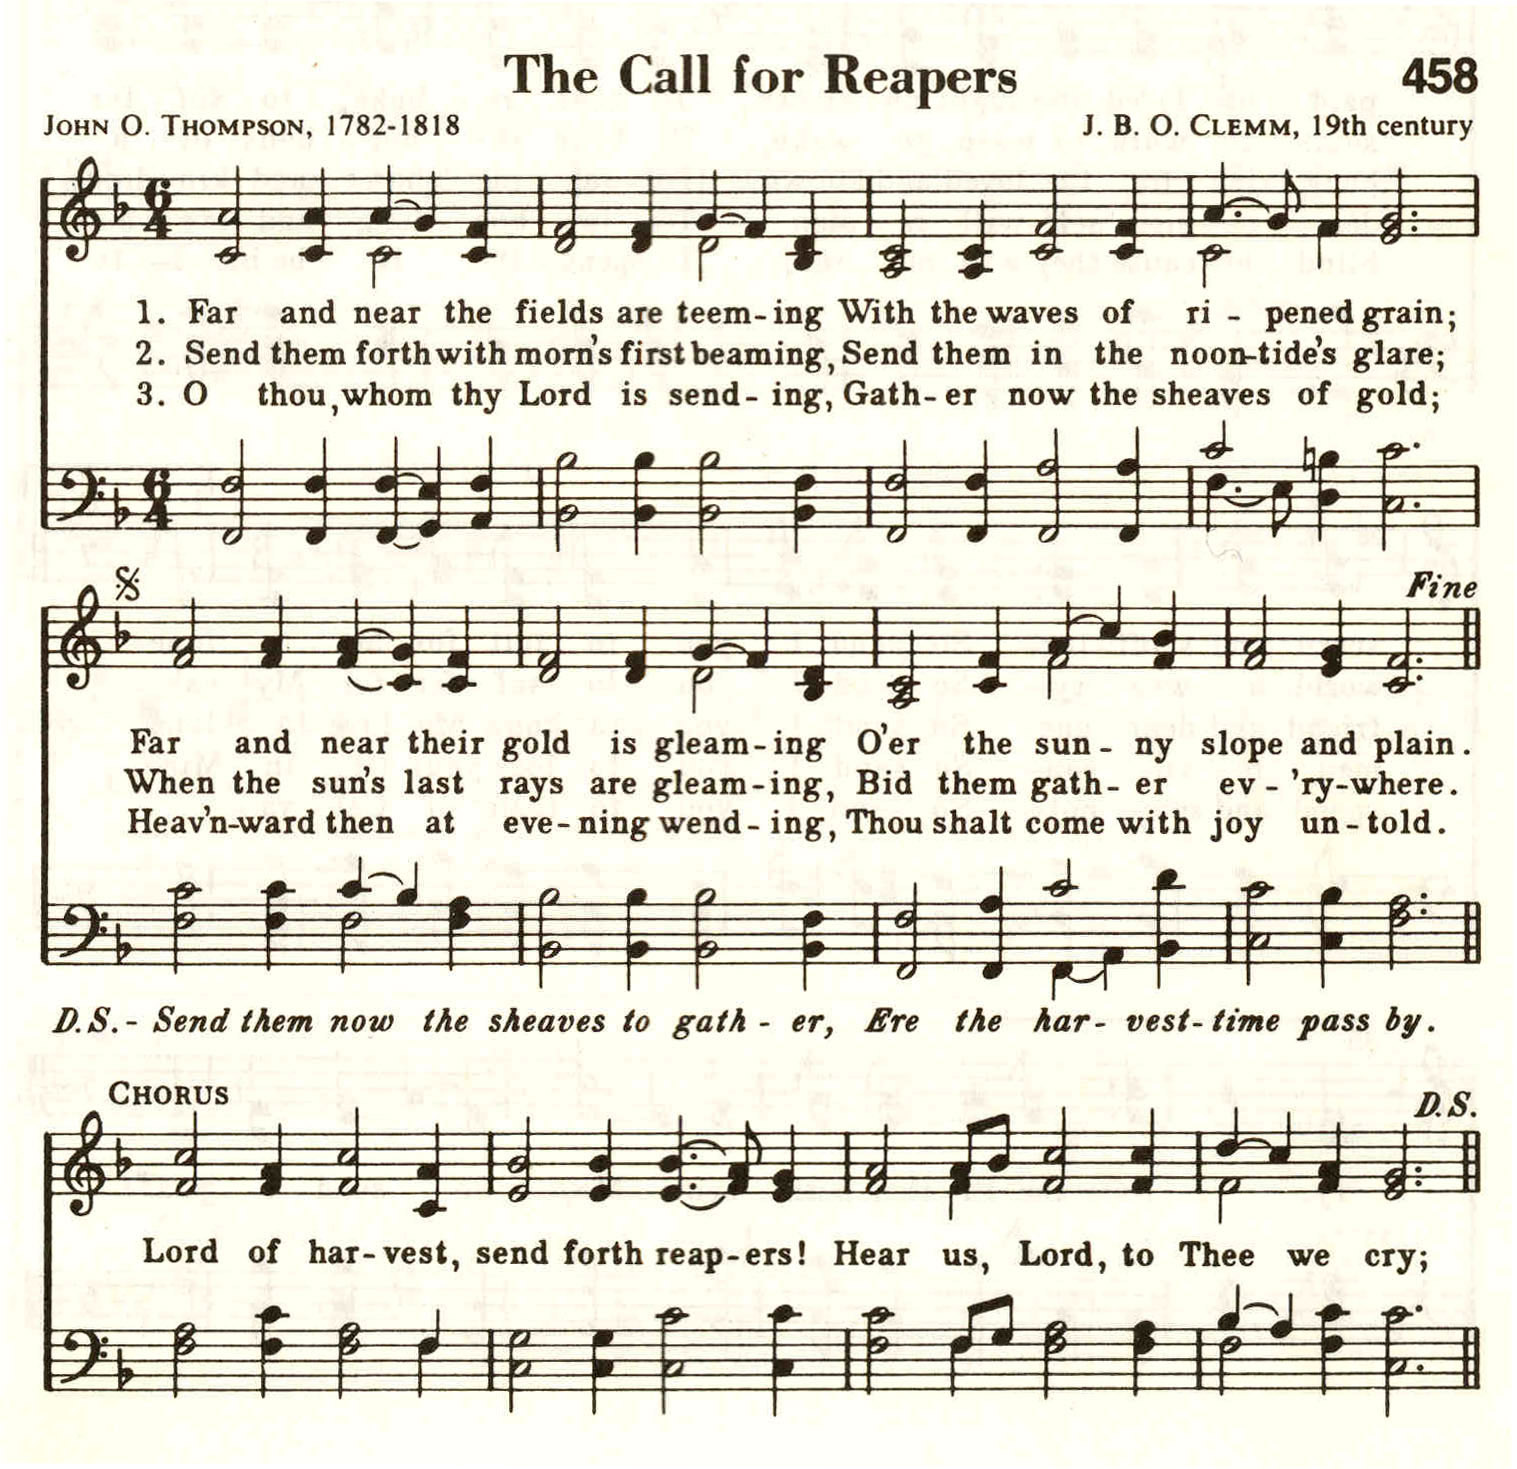 The Call for Reapers 458
JOHN O. THOMPSON, 1782-1818 J. B. O. CLEMM, 19th century
1. Far and near the fields are teem-ing With the waves of ri - pened grain;
2. Send them forth with morn's first beaming, Send them in the noon-tide's glare;
3. O thou, whom thy Lord is send-ing, Gath-er now the sheaves of gold;
Fine
Far and near their gold is gleam-ing O'er the sun - ny slope and plain.
When the sun's last rays are gleam-ing, Bid them gath-er ev-'ry-where.
Heav'n-ward then at eve-ning wend-ing, Thou shalt come with joy un-told.
D.S.- Send them now the sheaves to gath - er, Ere the har-vest-time pass by.
CHORUS D.S.
Lord of har-vest, send forth reap-ers! Hear us, Lord, to Thee we cry;